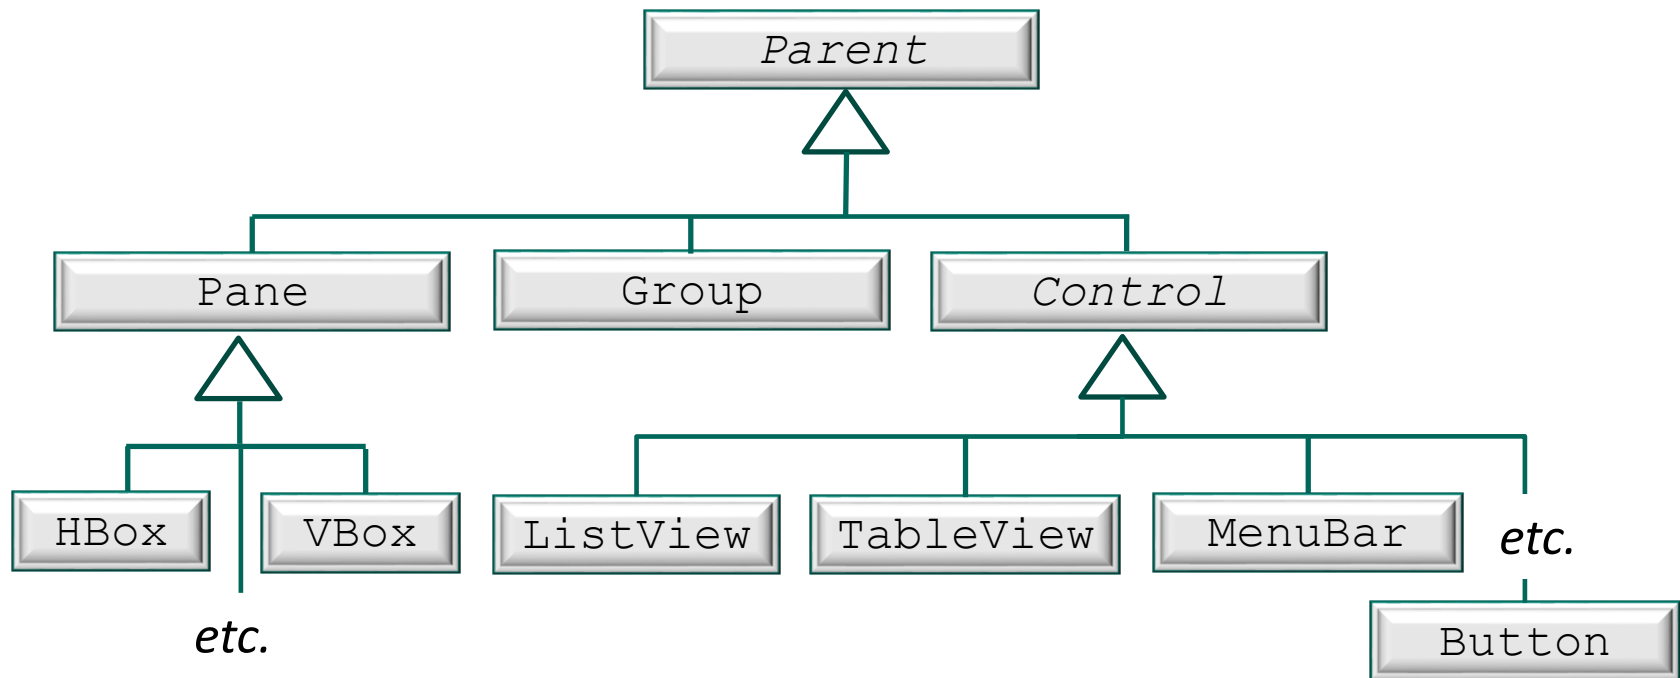 Parent
Pane
Group
Control
HBox
VBox
ListView
TableView
MenuBar
etc.
etc.
Button